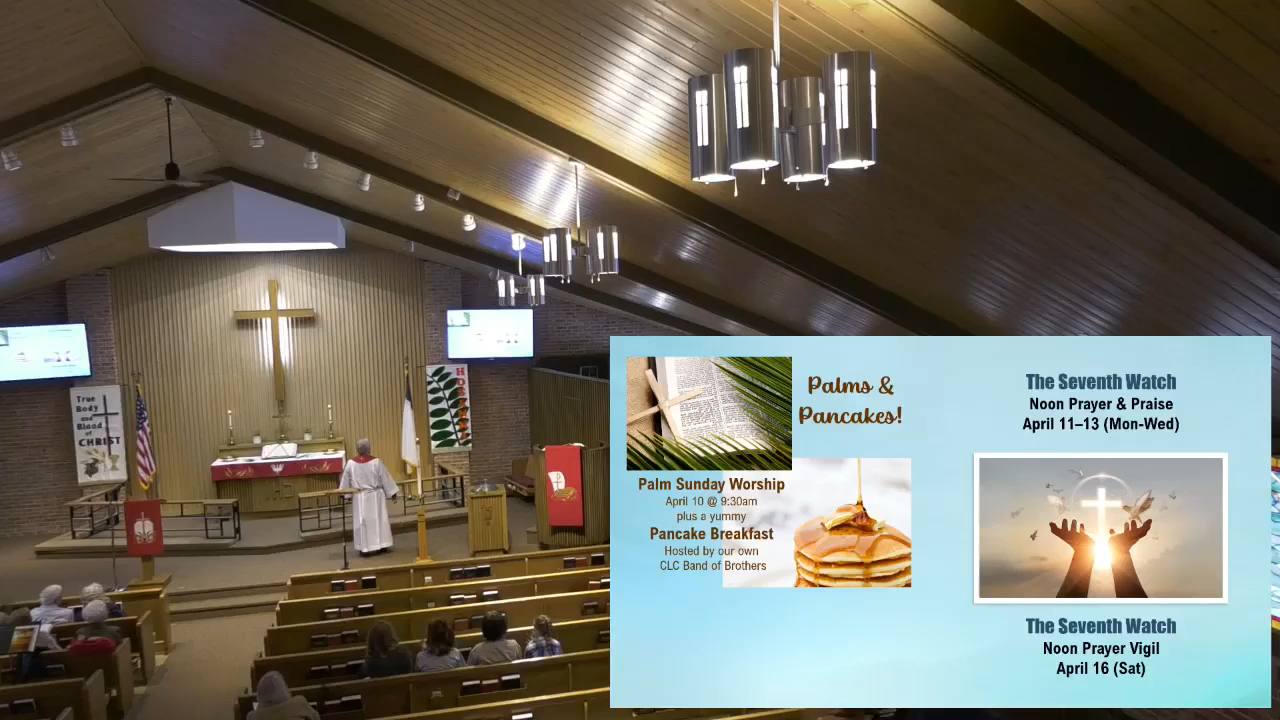 True
Body
and
Blood
of
CHRIST
Palms &
Pancakes!
Palm Sunday Worship
April 10 @ 9:30am
plus a yummy
Pancake Breakfast
Hosted by our own
CLC Band of Brothers
The Seventh Watch
Noon Prayer & Praise
April 11–13 (Mon-Wed)
The Seventh Watch
Noon Prayer Vigil
April 16 (Sat)